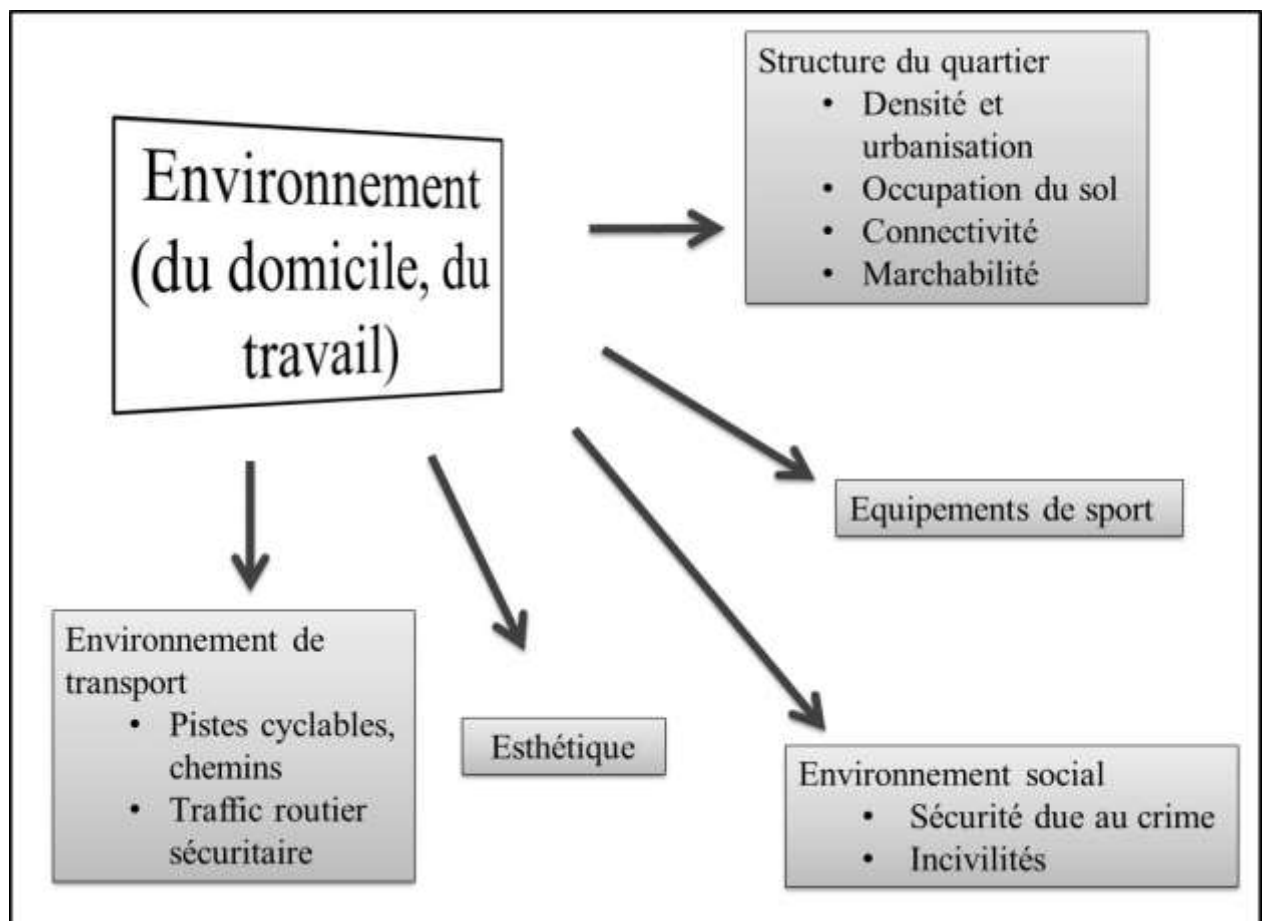 Environnement
(du domicile, du
travail)
Structure du quartier
• Densité et
urbanisation
• Occupation du sol
• Connectivité
• Marchabilité
Equipements de sport
Environnement de
transport
• Pistes cyclables,
chemins
• Traffic routier
sécuritaire
Esthétique
Environnement social
• Sécurité due au crime
• Incivilités